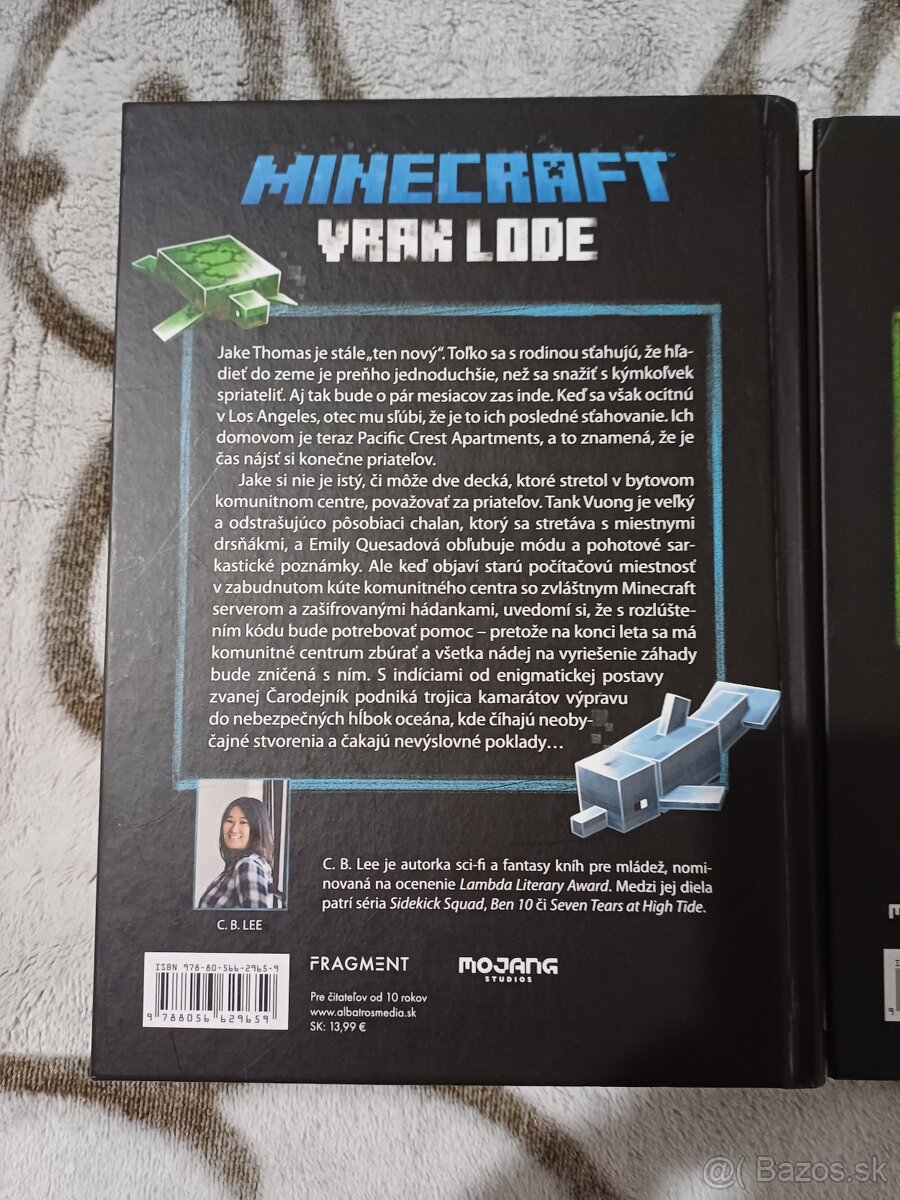 MINECRAFT
VRAK LODE
Jake Thomas je stále „ten nový“. Toľko sa s rodinou sťahujú, že hľa-
dieť do zeme je preňho jednoduchšie, než sa snažiť s kýmkoľvek
spriateliť. Aj tak bude o pár mesiacov zas inde. Keď sa však ocitnú
v Los Angeles, otec mu sľúbi, že je to ich posledné sťahovanie. Ich
domovom je teraz Pacific Crest Apartments, a to znamená, že je
čas nájsť si konečne priateľov.
Jake si nie je istý, či môže dve decká, ktoré stretol v bytovom
komunitnom centre, považovať za priateľov. Tank Vuong je veľký
a odstrašujúco pôsobiaci chalan, ktorý sa stretáva s miestnymi
drsňákmi, a Emily Quesadová obľubuje módu a pohotové sar-
kastické poznámky. Ale keď objaví starú počítačovú miestnosť
v zabudnutom kúte komunitného centra so zvláštnym Minecraft
serverom a zašifrovanými hádankami, uvedomí si, že s rozlúšte-
ním kódu bude potrebovať pomoc – pretože na konci leta sa má
komunitné centrum zbúrať a všetka nádej na vyriešenie záhady
bude zničená s ním. S indíciami od enigmatickej postavy
zvanej Čarodejník podniká trojica kamarátov výpravu
do nebezpečných hĺbok oceána, kde číhajú neoby-
čajné stvorenia a čakajú nevýslovné poklady…
C. B. Lee je autorka sci-fi a fantasy kníh pre mládež, nomi-
novaná na ocenenie Lambda Literary Award. Medzi jej diela
patrí séria Sidekick Squad, Ben 10 či Seven Tears at High Tide.
C. B. LEE
ISBN 978-80-566-2965-9
9 788056 629659
FRAGMENT
MOJANG
STUDIOS
Pre čitateľov od 10 rokov
www.albatrosmedia.sk
SK: 13,99 €
@( Bazos.sk